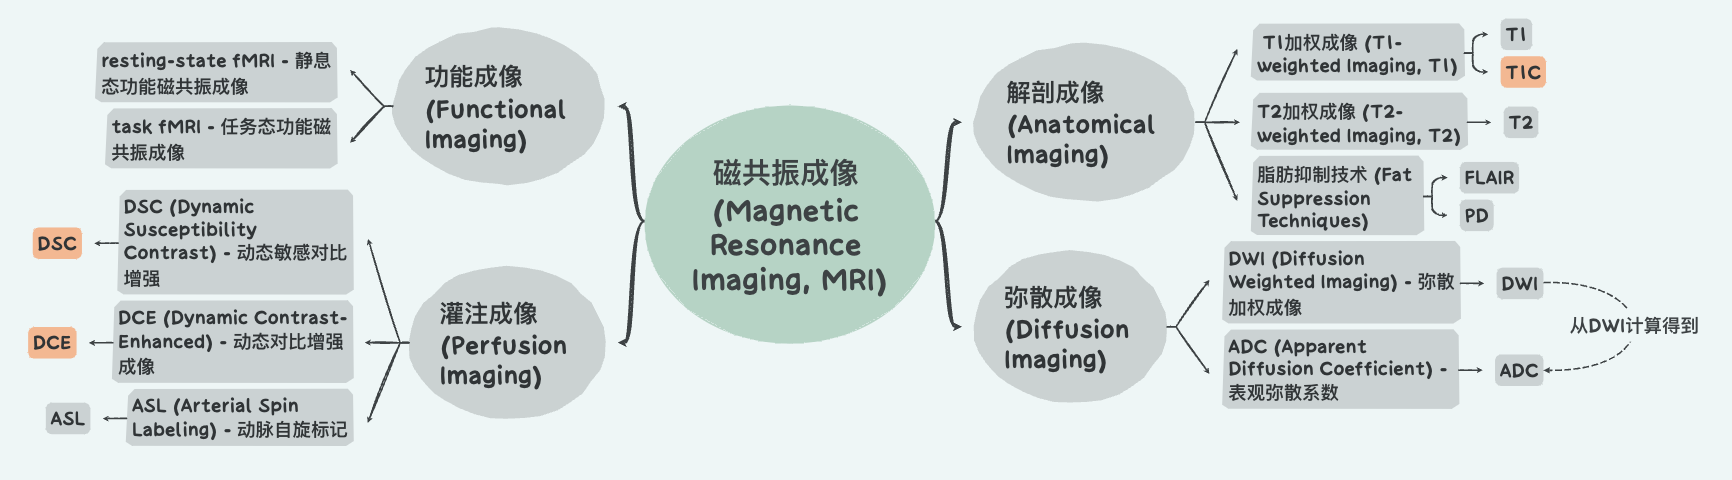 磁共振成像
(Magnetic
Resonance
Imaging, MRI)
功能成像
(Functional
Imaging)
resting-state fMRI - 静息
态功能磁共振成像
task fMRI - 任务态功能磁
共振成像
灌注成像
(Perfusion
Imaging)
DSC (Dynamic
Susceptibility
Contrast) - 动态敏感对比
增强
DSC
DCE (Dynamic Contrast-
Enhanced) - 动态对比增强
成像
DCE
ASL (Arterial Spin
Labeling) - 动脉自旋标记
ASL
解剖成像
(Anatomical
Imaging)
T1加权成像 (T1-
weighted Imaging, T1)
T1
T1C
T2加权成像 (T2-
weighted Imaging, T2)
T2
脂肪抑制技术 (Fat
Suppression
Techniques)
FLAIR
PD
弥散成像
(Diffusion
Imaging)
DWI (Diffusion
Weighted Imaging) - 弥散
加权成像
DWI
ADC (Apparent
Diffusion Coefficient) -
表观弥散系数
ADC
从DWI计算得到